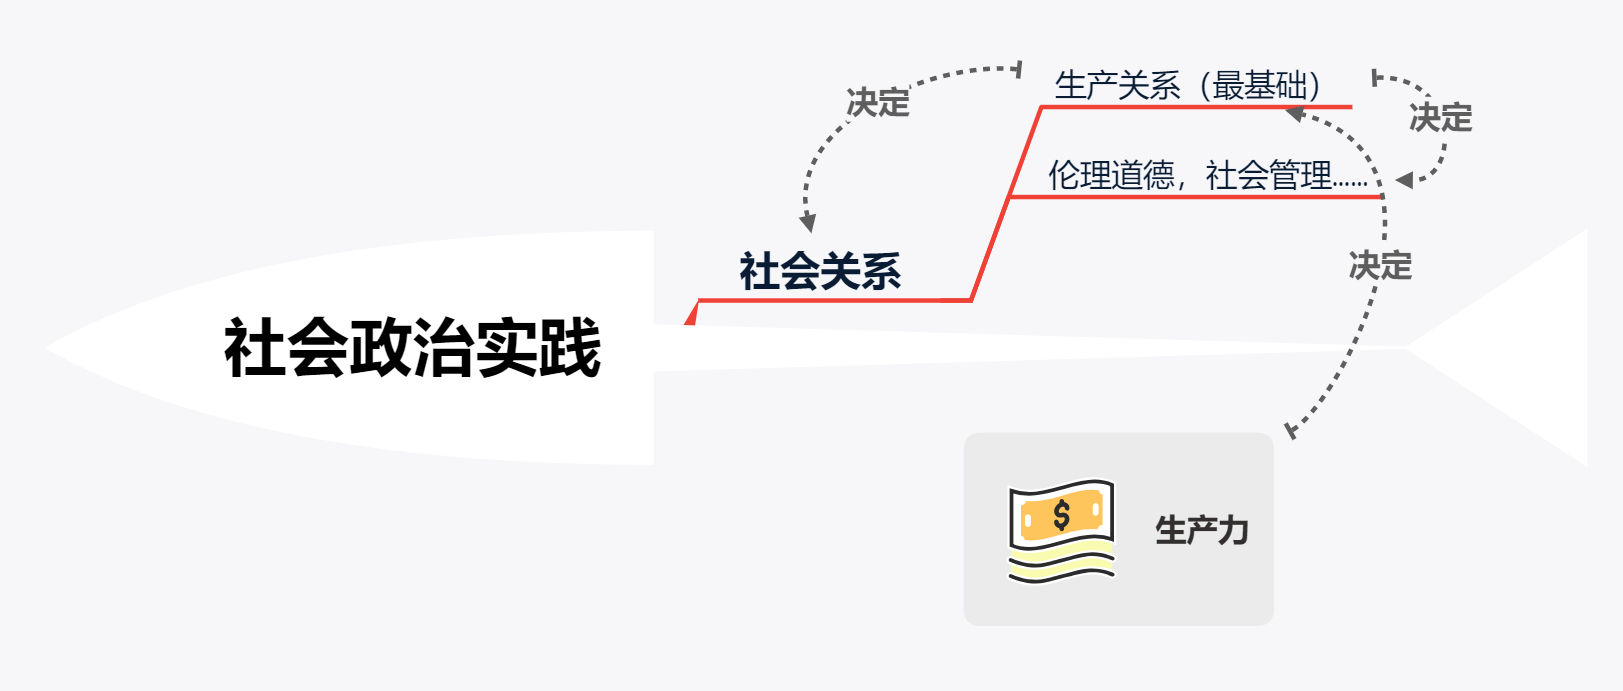 生产关系（最基础）
决定
决定
伦理道德，社会管理......
社会关系
决定
社会政治实践
$
生产力